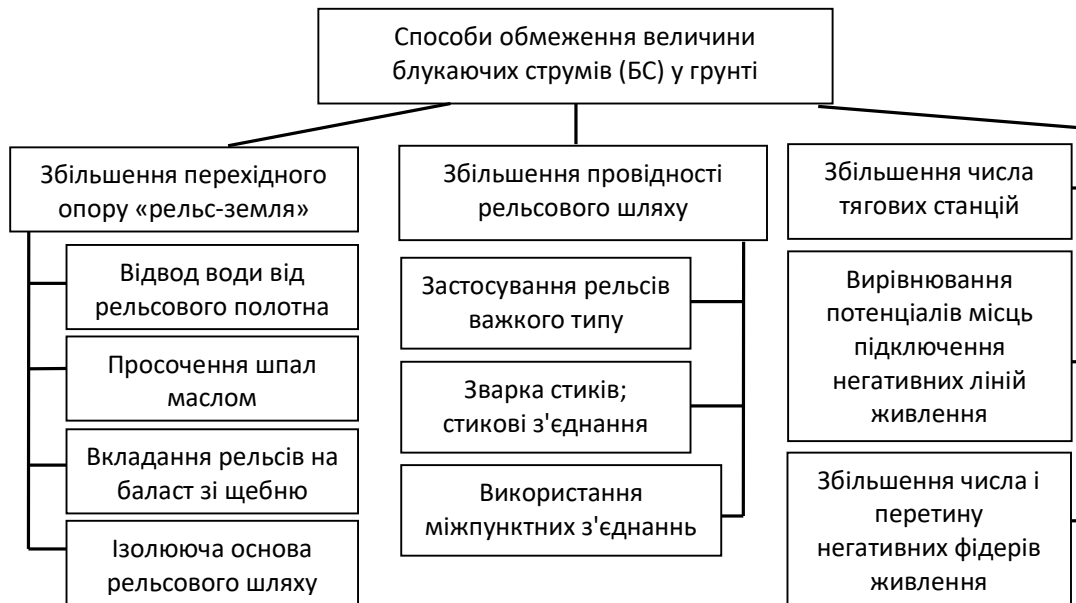 Способи обмеження величини
блукаючих струмів (БС) у грунті
Збільшення перехідного
опору «рельс-земля»
Відвод води від
рельсового полотна
Просочення шпал
маслом
Вкладання рельсів на
баласт зі щебню
Ізолююча основа
рельсового шляху
Збільшення провідності
рельсового шляху
Застосування рельсів
важкого типу
Зварка стиків;
стикові з'єднання
Використання
міжпунктних з'єднаннь
Збільшення числа
тягових станцій
Вирівнювання
потенціалів місць
підключення
негативних ліній
живлення
Збільшення числа і
перетину
негативних фідерів
живлення